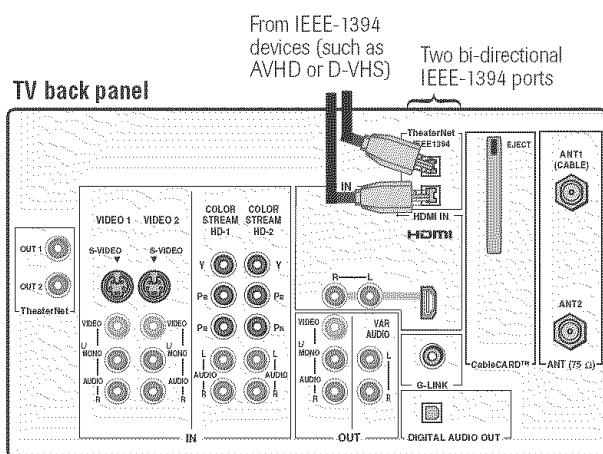 From IEEE-1394
devices (such as
AVHD or D-VHS)
Two bi-directional
IEEE-1394 ports
TV back panel
TheaterNet
IEEE1394
IN
HDMI IN
HDMI
EJECT
CableCARD™
ANT1
(CABLE)
ANT2
ANT (75 Ω)
OUT 1
OUT 2
TheaterNet
VIDEO 1
VIDEO 2
S-VIDEO
S-VIDEO
VIDEO
VIDEO
L/
MONO
L/
MONO
AUDIO
AUDIO
R
R
COLOR
STREAM
HD-1
COLOR
STREAM
HD-2
Y
Y
PB
PB
PR
PR
L
L
AUDIO
AUDIO
R
R
IN
R
L
VIDEO
L/
MONO
AUDIO
R
VAR
AUDIO
L
R
OUT
G-LINK
DIGITAL AUDIO OUT